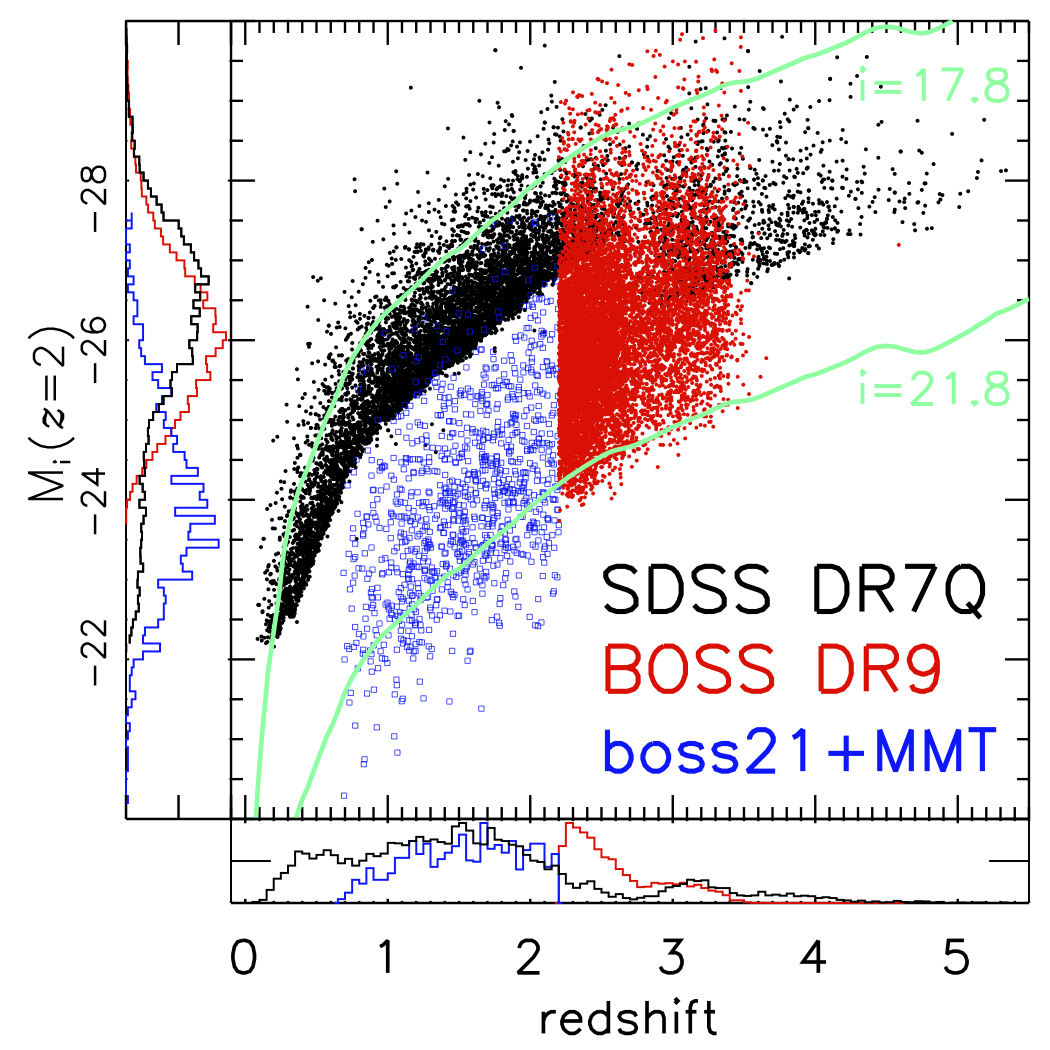 i=17.8
-28
-26
-24
-22
M_i(z=2)
i=21.8
SDSS DR7Q
BOSS DR9
boss21+MMT
0 1 2 3 4 5
redshift